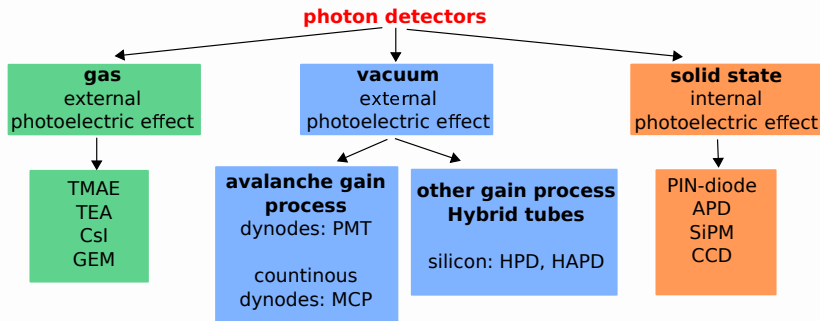 photon detectors
gas
external
photoelectric effect
vacuum
external
photoelectric effect
solid state
internal
photoelectric effect
TMAE
TEA
CsI
GEM
avalanche gain
process
dynodes: PMT
countinous
dynodes: MCP
other gain process
Hybrid tubes
silicon: HPD, HAPD
PIN-diode
APD
SiPM
CCD